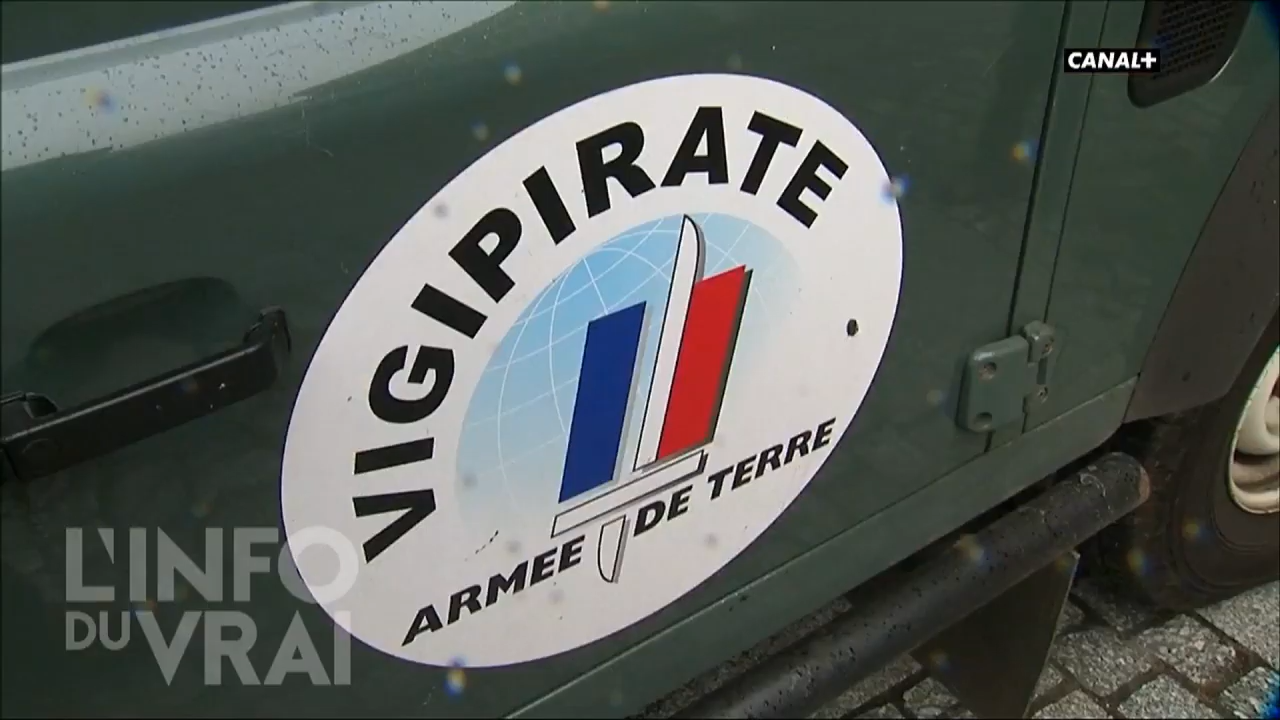 CANAL+
VIGIPIRATE
ARMEE DE TERRE
L'INFO
DU VRAI